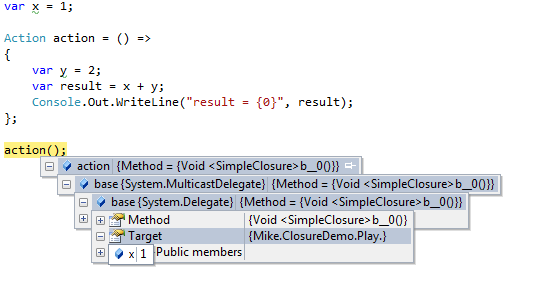 var x = 1;
Action action = () =>
{
var y = 2;
var result = x + y;
Console.Out.WriteLine("result = {0}", result);
};
action();
action {Method = {Void <SimpleClosure>b__0()}}
base {System.MulticastDelegate} {Method = {Void <SimpleClosure>b__0()}}
base {System.Delegate} {Method = {Void <SimpleClosure>b__0()}}
Method {Void <SimpleClosure>b__0()}
Target {Mike.ClosureDemo.Play.}
x 1 Public members